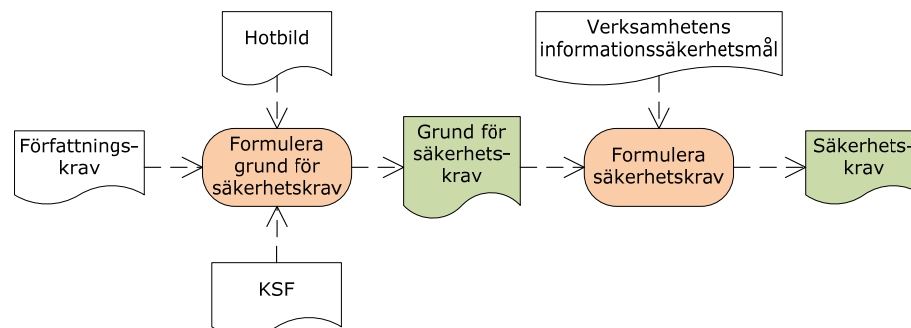 Hotbild
Verksamhetens
informationssäkerhetsmål
Författnings-
krav
Formulera
grund för
säkerhetskrav
Grund för
säkerhets-
krav
Formulera
säkerhetskrav
Säkerhets-
krav
KSF